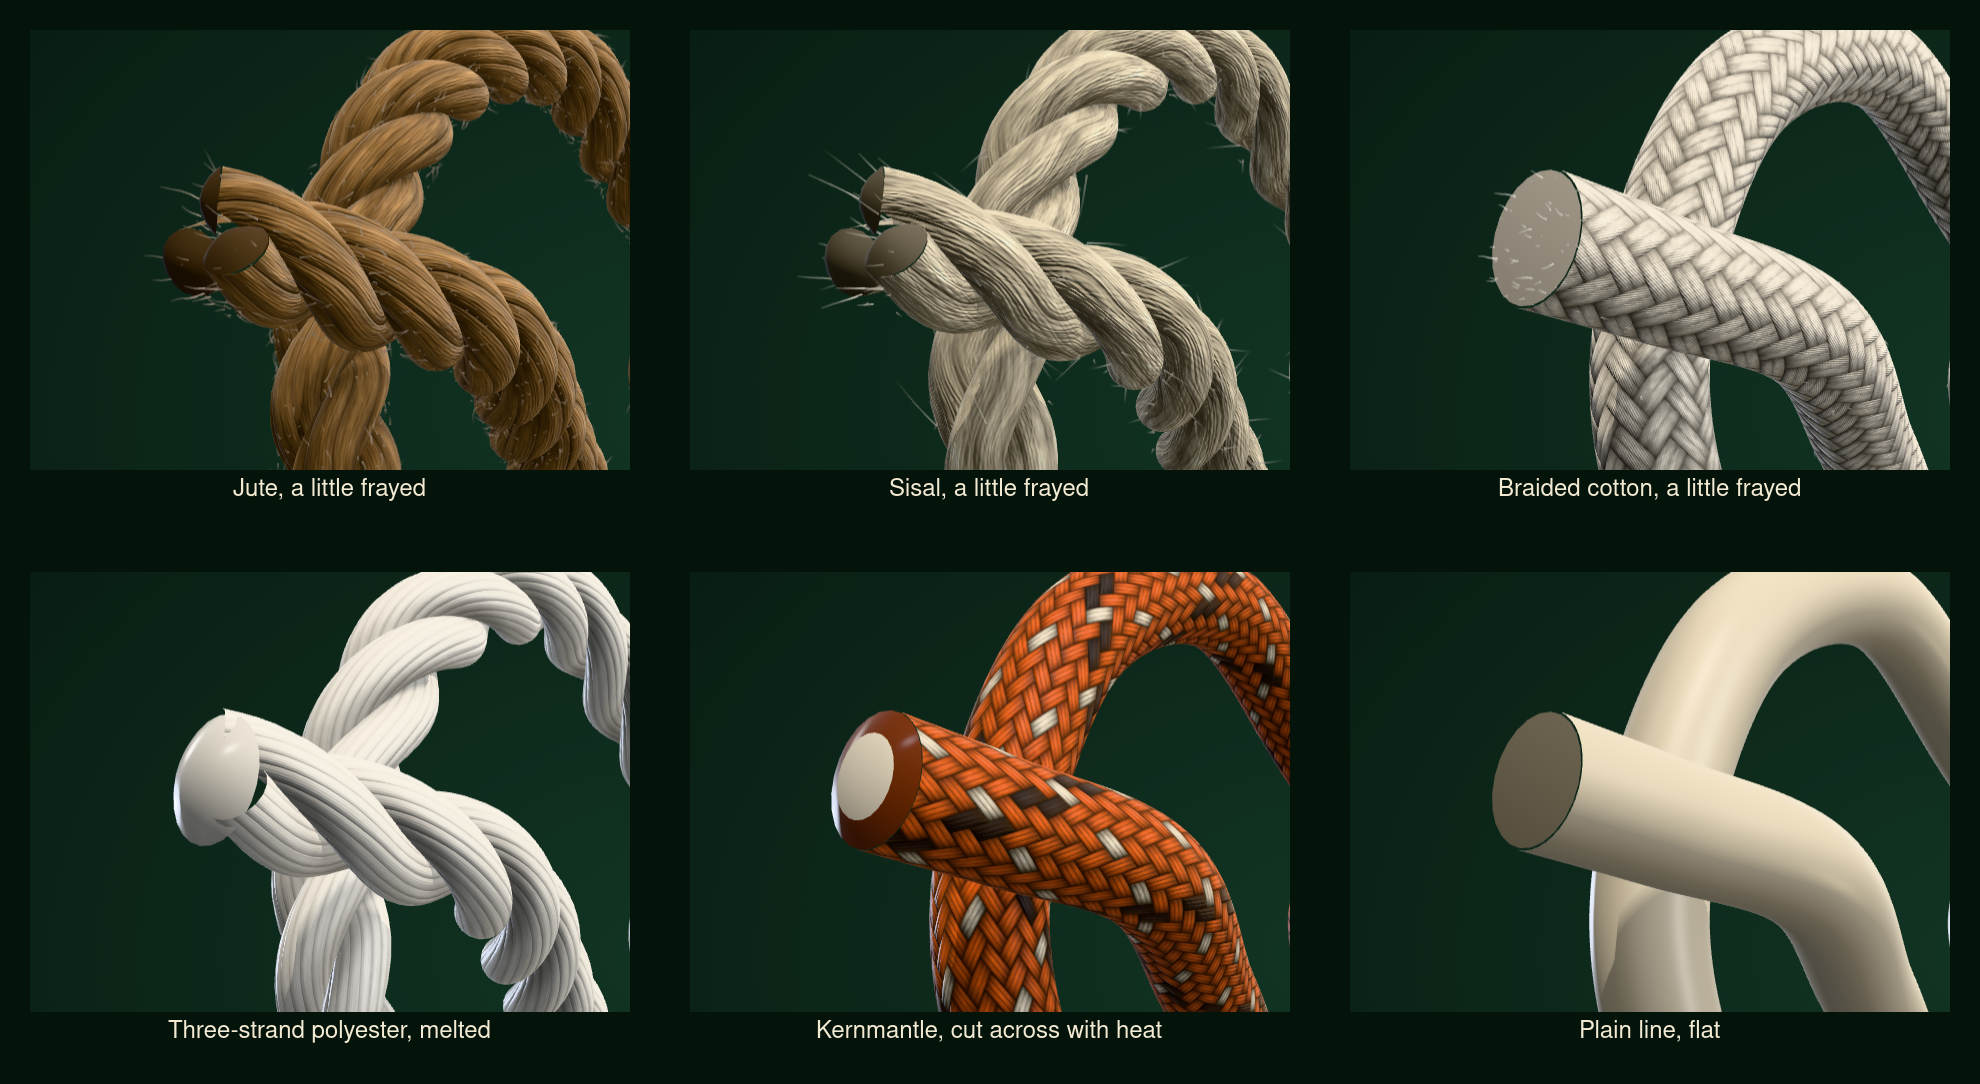 Jute, a little frayed
Sisal, a little frayed
Braided cotton, a little frayed
Three-strand polyester, melted
Kernmantle, cut across with heat
Plain line, flat